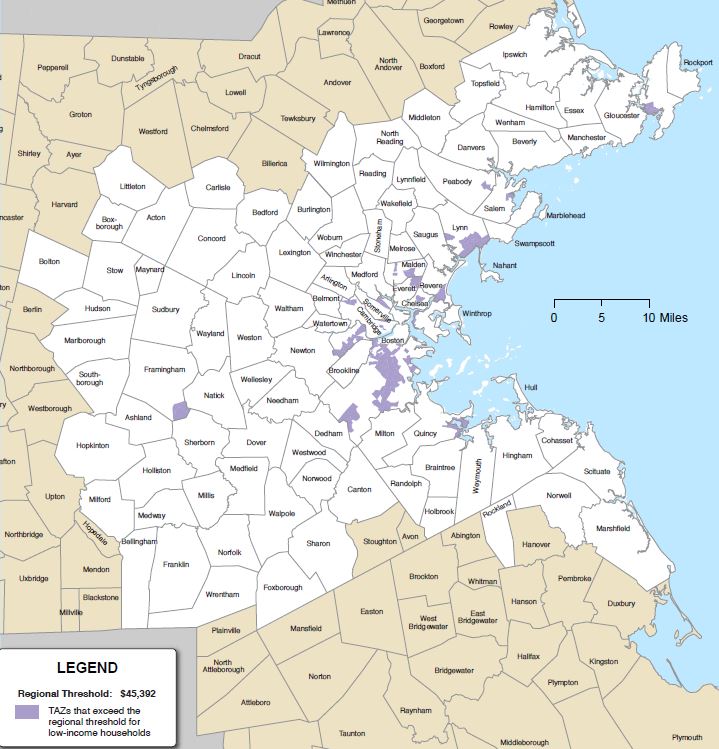 Methuen
Georgetown
Rowley
Lawrence
Ipswich
Rockport
Dunstable
Dracut
North
Andover
Boxford
Pepperell
Tyngsborough
Andover
Topsfield
Lowell
Hamilton
Essex
Gloucester
Groton
Tewksbury
Middleton
Wenham
Westford
Chelmsford
North
Reading
Danvers
Beverly
Manchester
Shirley
Ayer
Billerica
Wilmington
Reading
Lynnfield
Peabody
Littleton
Carlisle
Harvard
Wakefield
Salem
Marblehead
ncaster
Box-
borough
Acton
Bedford
Burlington
Stoneham
Saugus
Lynn
Swampscott
Concord
Woburn
Melrose
Bolton
Stow
Maynard
Lexington
Winchester
Malden
Nahant
Lincoln
Medford
Arlington
Everett
Revere
Berlin
Hudson
Sudbury
Waltham
Belmont
Somerville
Chelsea
Winthrop
0
5
10 Miles
Watertown
Cambridge
Marlborough
Wayland
Weston
Boston
Newton
Northborough
South-
borough
Framingham
Brookline
Natick
Wellesley
Needham
Hull
Westborough
Ashland
Dedham
Milton
Quincy
Hopkinton
Sherborn
Dover
Westwood
Cohasset
Hingham
Holliston
Medfield
Norwood
Braintree
Weymouth
Scituate
Upton
Milford
Millis
Canton
Randolph
Norwell
Medway
Walpole
Holbrook
Rockland
Marshfield
Northbridge
Hopedale
Bellingham
Norfolk
Sharon
Stoughton
Avon
Abington
Hanover
Mendon
Franklin
Uxbridge
Brockton
Whitman
Pembroke
Blackstone
Wrentham
Foxborough
Hanson
Duxbury
Millville
Easton
West
Bridgewater
East
Bridgewater
Plainville
Mansfield
Halifax
Kingston
North
Attleborough
Norton
Bridgewater
Plympton
Attleboro
Raynham
Taunton
Middleborough
Plymouth
LEGEND
Regional Threshold: $45,392
TAZs that exceed the
regional threshold for
low-income households